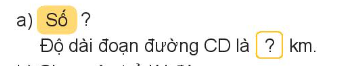 a) Số ?
Độ dài đoạn đường CD là ? km.